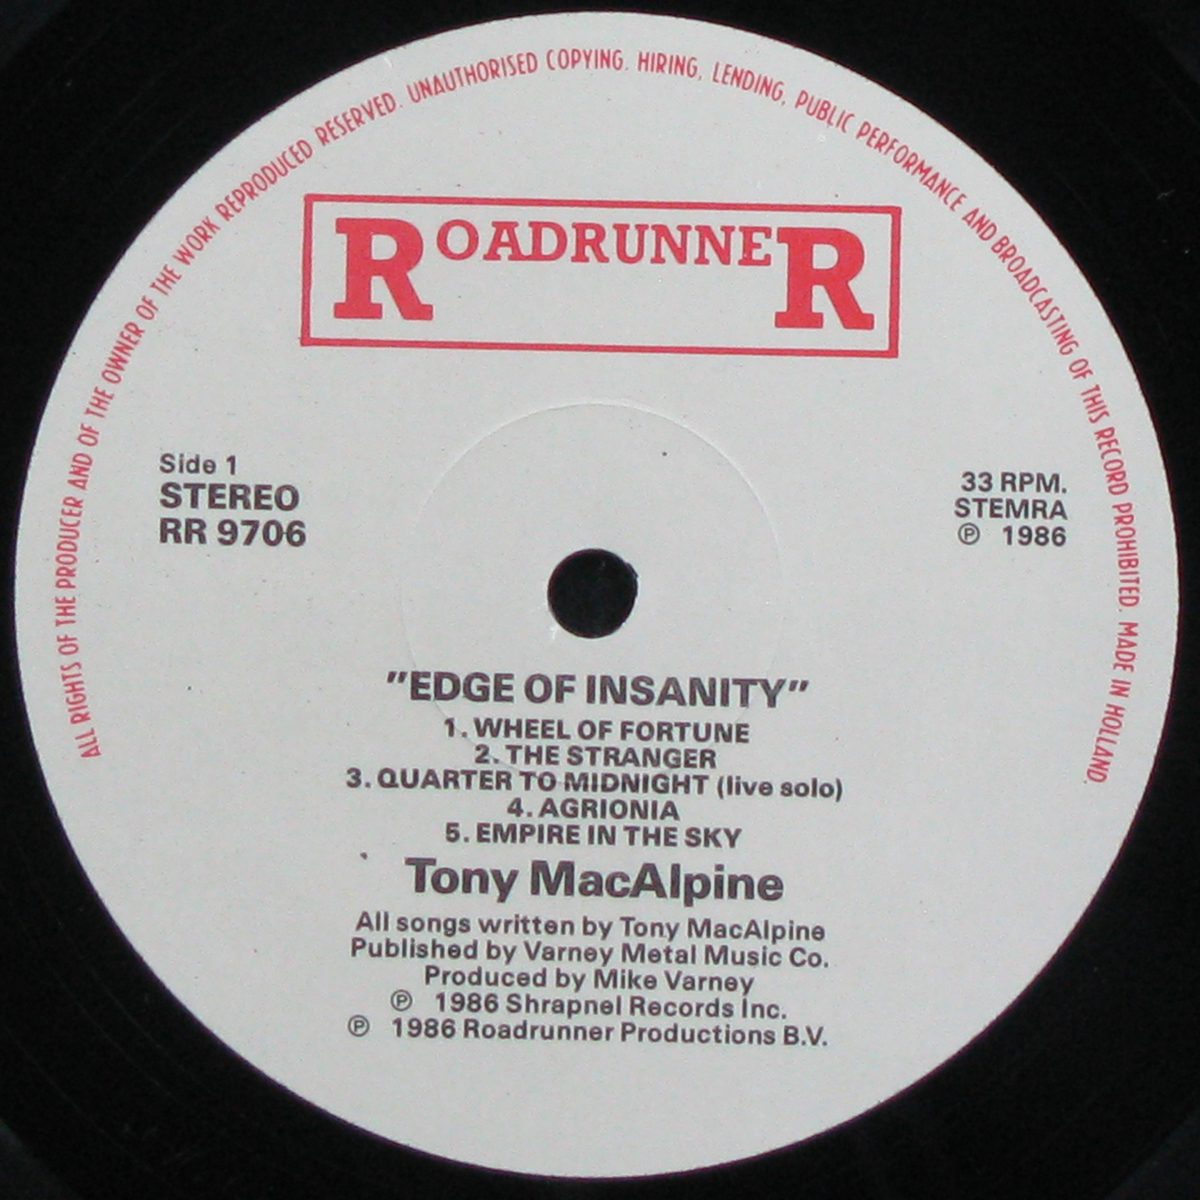 ALL RIGHTS OF THE PRODUCER AND OF THE OWNER OF THE WORK REPRODUCED RESERVED. UNAUTHORISED COPYING. HIRING, LENDING, PUBLIC PERFORMANCE AND BROADCASTING OF THIS RECORD PROHIBITED. MADE IN HOLLAND.
ROADRUNNER
Side 1
STEREO
RR 9706
33 RPM.
STEMRA
℗ 1986
"EDGE OF INSANITY"
1. WHEEL OF FORTUNE
2. THE STRANGER
3. QUARTER TO MIDNIGHT (live solo)
4. AGRIONIA
5. EMPIRE IN THE SKY
Tony MacAlpine
All songs written by Tony MacAlpine
Published by Varney Metal Music Co.
Produced by Mike Varney
℗ 1986 Shrapnel Records Inc.
℗ 1986 Roadrunner Productions B.V.